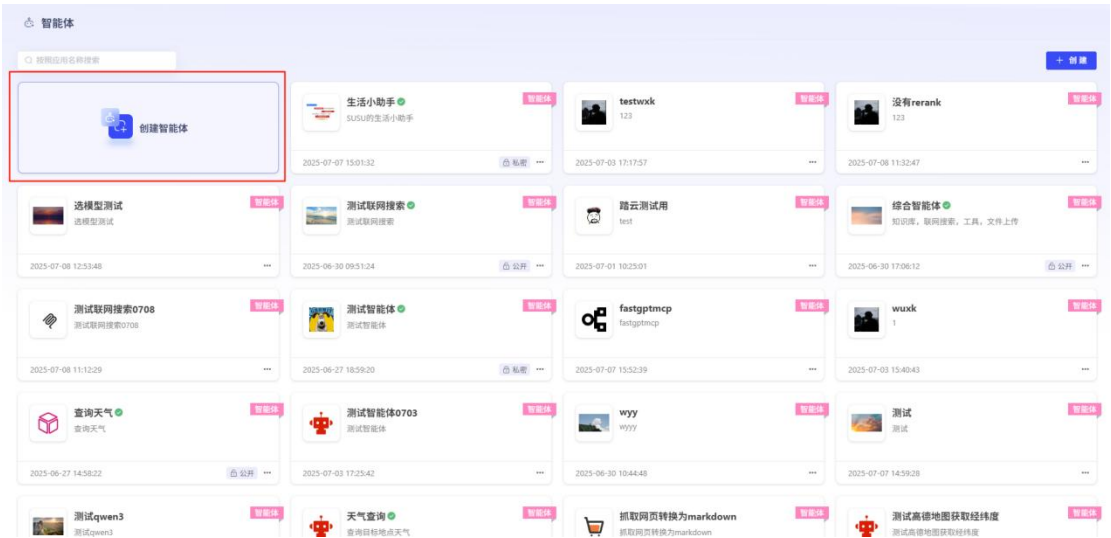 智能体
按照应用名称搜索
+ 创建
创建智能体
生活小助手
智能体
SUSU的生活小助手
2025-07-07 15:01:32
私密
testwxk
智能体
123
2025-07-03 17:17:57
没有rerank
智能体
123
2025-07-08 11:32:47
选模型测试
智能体
选模型测试
2025-07-08 12:53:48
测试联网搜索
智能体
测试联网搜索
2025-06-30 09:51:24
公开
踏云测试用
智能体
test
2025-07-01 10:25:01
综合智能体
智能体
知识库，联网搜索，工具，文件上传
2025-06-30 17:06:12
公开
测试联网搜索0708
智能体
测试联网搜索0708
2025-07-08 11:12:29
测试智能体
智能体
测试智能体
2025-06-27 18:59:20
私密
fastgptmcp
智能体
fastgptmcp
2025-07-07 15:52:39
wuxk
智能体
1
2025-07-03 15:40:43
查询天气
智能体
查询天气
2025-06-27 14:58:22
公开
测试智能体0703
智能体
测试智能体
2025-07-03 17:25:42
wyy
智能体
wyyy
2025-06-30 10:44:48
测试
智能体
测试
2025-07-07 14:59:28
测试qwen3
智能体
测试qwen3
天气查询
智能体
查询目标地点天气
抓取网页转换为markdown
智能体
抓取网页转换为markdown
测试高德地图获取经纬度
智能体
测试高德地图获取经纬度